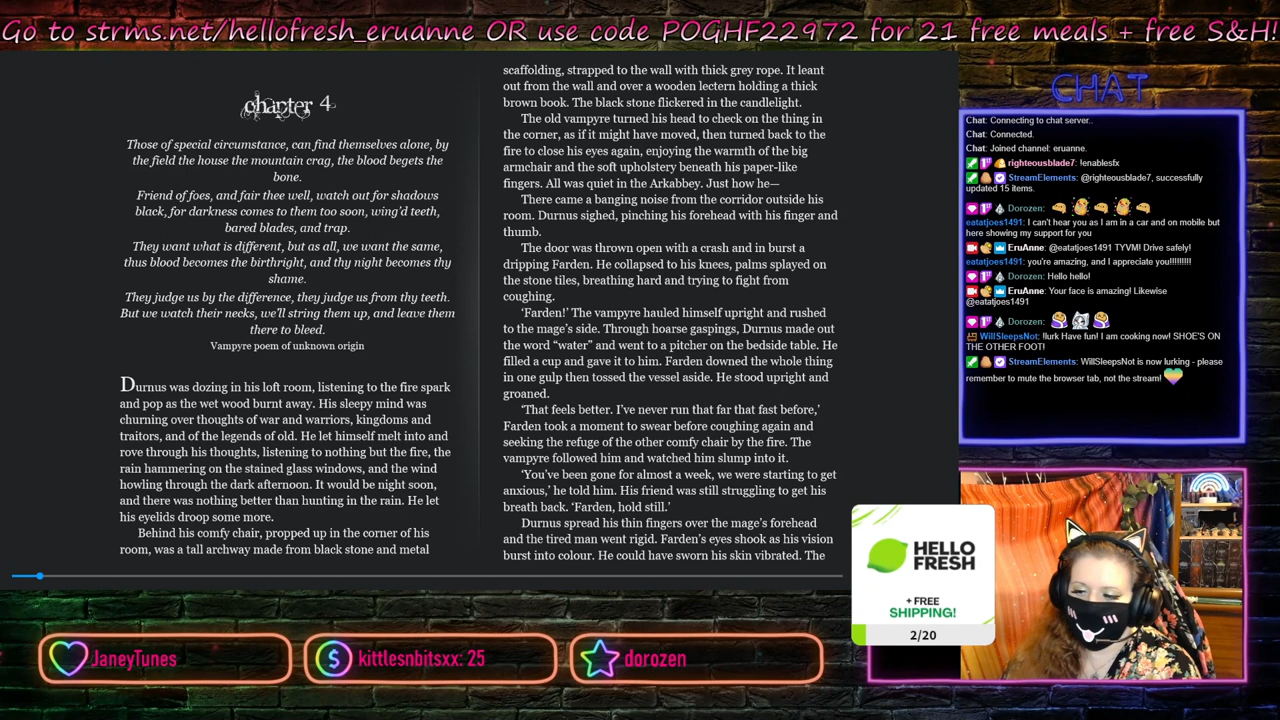 Go to strms.net/hellofresh_eruanne OR use code POGHF22972 for 21 free meals + free S&H!
chapter 4
Those of special circumstance, can find themselves alone, by
the field the house the mountain crag, the blood begets the
bone.
Friend of foes, and fair thee well, watch out for shadows
black, for darkness comes to them too soon, wing'd teeth,
bared blades, and trap.
They want what is different, but as all, we want the same,
thus blood becomes the birthright, and thy night becomes thy
shame.
They judge us by the difference, they judge us from thy teeth.
But we watch their necks, we'll string them up, and leave them
there to bleed.
Vampyre poem of unknown origin
Durnus was dozing in his loft room, listening to the fire spark
and pop as the wet wood burnt away. His sleepy mind was
churning over thoughts of war and warriors, kingdoms and
traitors, and of the legends of old. He let himself melt into and
rove through his thoughts, listening to nothing but the fire, the
rain hammering on the stained glass windows, and the wind
howling through the dark afternoon. It would be night soon,
and there was nothing better than hunting in the rain. He let
his eyelids droop some more.
Behind his comfy chair, propped up in the corner of his
room, was a tall archway made from black stone and metal
scaffolding, strapped to the wall with thick grey rope. It leant
out from the wall and over a wooden lectern holding a thick
brown book. The black stone flickered in the candlelight.
The old vampyre turned his head to check on the thing in
the corner, as if it might have moved, then turned back to the
fire to close his eyes again, enjoying the warmth of the big
armchair and the soft upholstery beneath his paper-like
fingers. All was quiet in the Arkabbey. Just how he—
There came a banging noise from the corridor outside his
room. Durnus sighed, pinching his forehead with his finger and
thumb.
The door was thrown open with a crash and in burst a
dripping Farden. He collapsed to his knees, palms splayed on
the stone tiles, breathing hard and trying to fight from
coughing.
‘Farden!’ The vampyre hauled himself upright and rushed
to the mage's side. Through hoarse gaspings, Durnus made out
the word “water” and went to a pitcher on the bedside table. He
filled a cup and gave it to him. Farden downed the whole thing
in one gulp then tossed the vessel aside. He stood upright and
groaned.
‘That feels better. I've never run that far that fast before,’
Farden took a moment to swear before coughing again and
seeking the refuge of the other comfy chair by the fire. The
vampyre followed him and watched him slump into it.
‘You've been gone for almost a week, we were starting to get
anxious,’ he told him. His friend was still struggling to get his
breath back. ‘Farden, hold still.’
Durnus spread his thin fingers over the mage's forehead
and the tired man went rigid. Farden's eyes shook as his vision
burst into colour. He could have sworn his skin vibrated. The
CHAT
Chat: Connecting to chat server..
Chat: Connected.
Chat: Joined channel: eruanne.
righteousblade7: !enablesfx
StreamElements: @righteousblade7, successfully
updated 15 items.
Dorozen:
eatatjoes1491: I can't hear you as I am in a car and on mobile but
here showing my support for you
EruAnne: @eatatjoes1491 TYVM! Drive safely!
eatatjoes1491: you're amazing, and I appreciate you!!!!!!!!!
Dorozen: Hello hello!
EruAnne: Your face is amazing! Likewise
@eatatjoes1491
Dorozen:
WillSleepsNot: !lurk Have fun! I am cooking now! SHOE'S ON
THE OTHER FOOT!
StreamElements: WillSleepsNot is now lurking - please
remember to mute the browser tab, not the stream!
HELLO
FRESH
+ FREE
SHIPPING!
2/20
JaneyTunes
kittlesnbitsxx: 25
dorozen